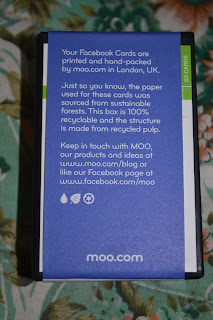 Your Facebook Cards are
printed and hand-packed
by moo.com in London, UK.
Just so you know, the paper
used for these cards was
sourced from sustainable
forests. This box is 100%
recyclable and the structure
is made from recycled pulp.
Keep in touch with MOO,
our products and ideas at
www.moo.com/blog or
like our Facebook page at
www.facebook.com/moo
moo.com
50 CARDS